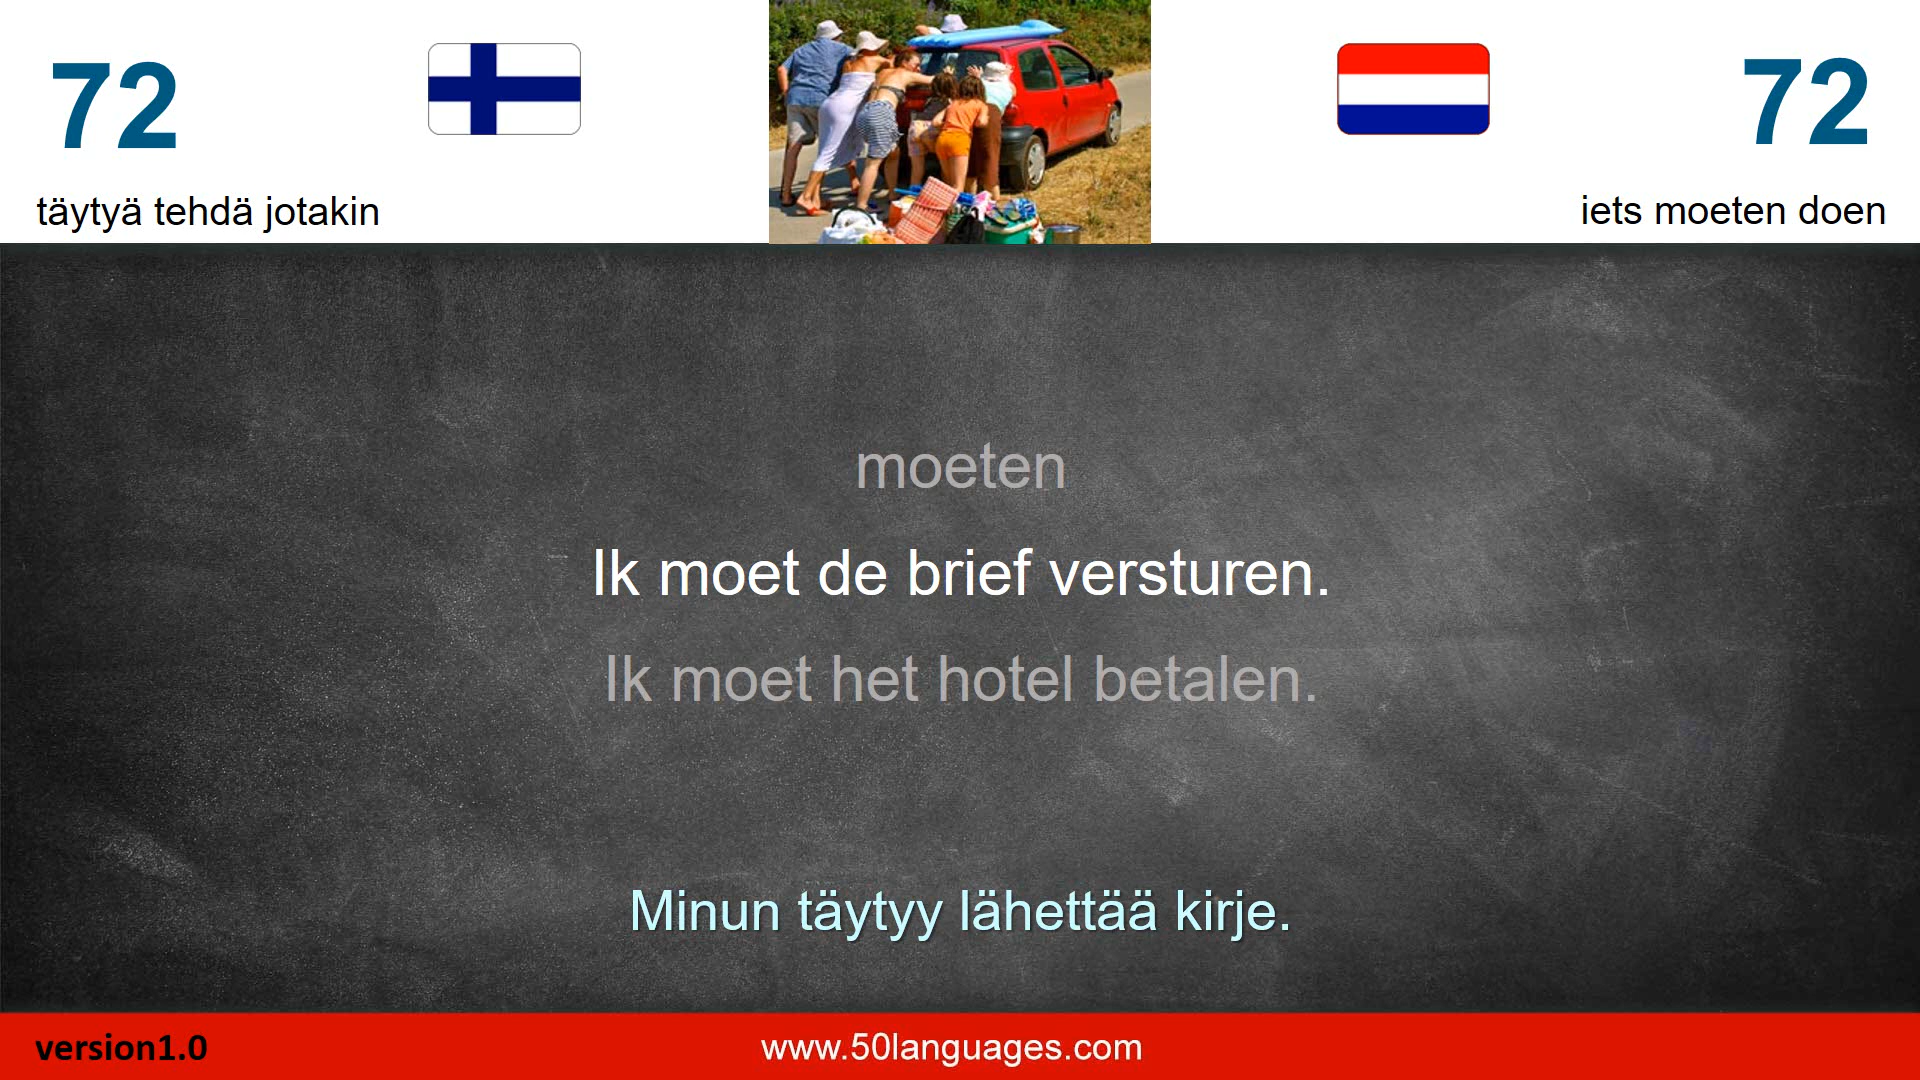 72
72
täytyä tehdä jotakin
iets moeten doen
moeten
Ik moet de brief versturen.
Ik moet het hotel betalen.
Minun täytyy lähettää kirje.
version1.0
www.50languages.com